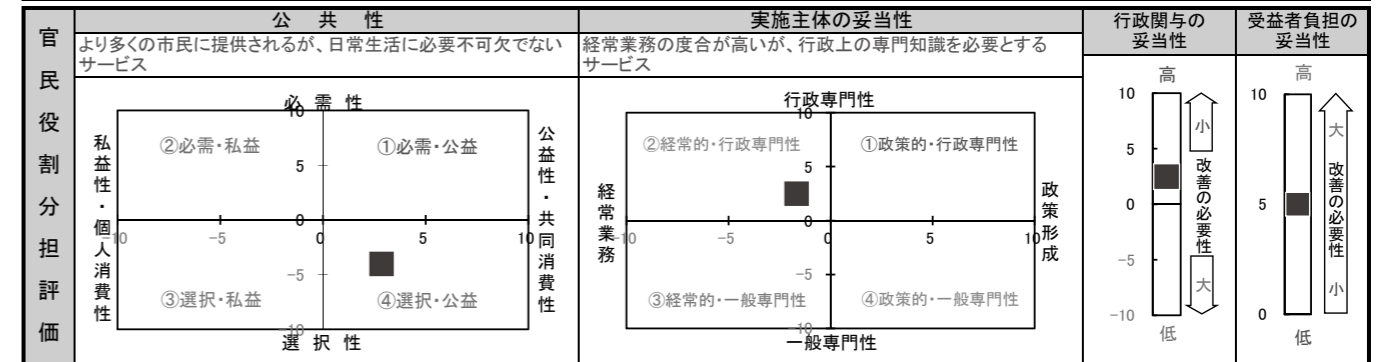 官民役割分担評価
公 共 性
より多くの市民に提供されるが、日常生活に必要不可欠でない
サービス
必 需 性
私益性・個人消費性
公益性・共同消費性
②必需・私益
①必需・公益
③選択・私益
④選択・公益
10
5
0
-5
-10
-10
-5
0
5
10
選 択 性
実施主体の妥当性
経常業務の度合が高いが、行政上の専門知識を必要とする
サービス
行政専門性
経常業務
政策形成
②経常的・行政専門性
①政策的・行政専門性
③経常的・一般専門性
④政策的・一般専門性
10
5
0
-5
-10
-10
-5
0
5
10
一般専門性
行政関与の
妥当性
高
10
5
0
-5
-10
低
小
改善の必要性
大
受益者負担の
妥当性
高
10
5
0
低
大
改善の必要性
小